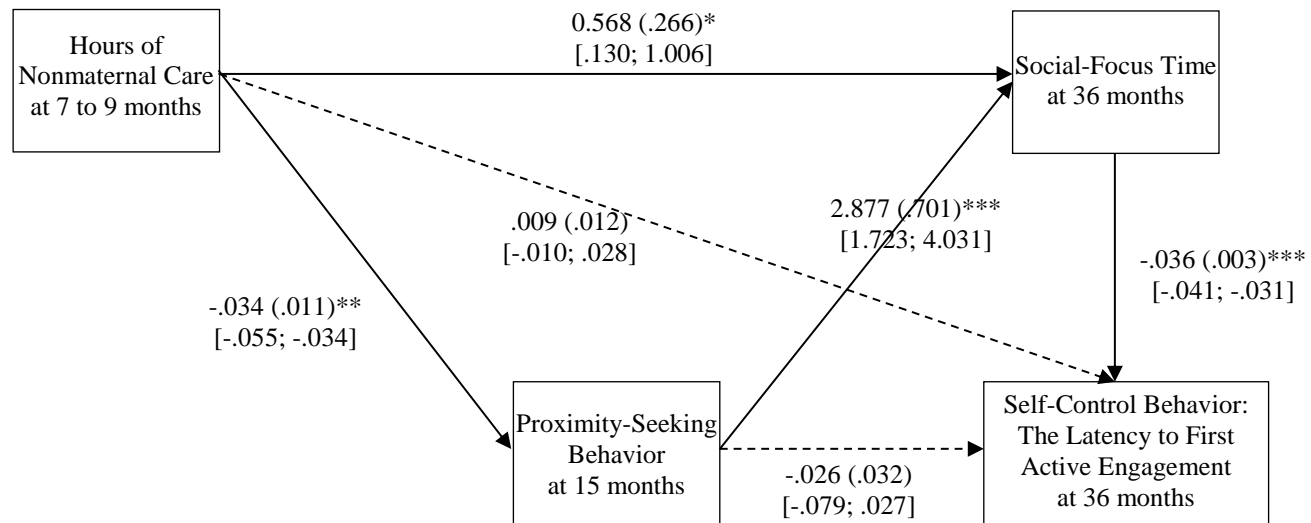 Hours of
Nonmaternal Care
at 7 to 9 months
0.568 (.266)*
[.130; 1.006]
Social-Focus Time
at 36 months
.009 (.012)
[-.010; .028]
2.877 (.701)***
[1.723; 4.031]
-.036 (.003)***
[-.041; -.031]
-.034 (.011)**
[-.055; -.034]
Proximity-Seeking
Behavior
at 15 months
-.026 (.032)
[-.079; .027]
Self-Control Behavior:
The Latency to First
Active Engagement
at 36 months